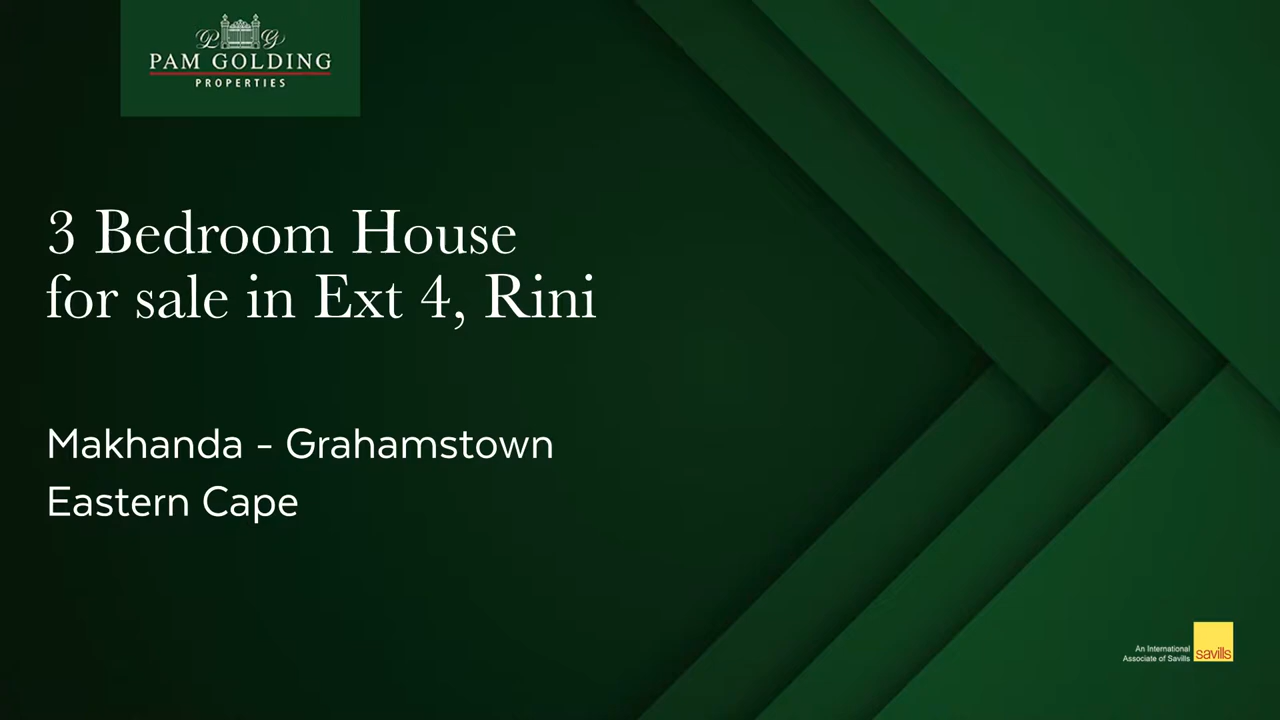 PG
PAM GOLDING
PROPERTIES
3 Bedroom House
for sale in Ext 4, Rini
Makhanda - Grahamstown
Eastern Cape
An International
Associate of Savills
savills